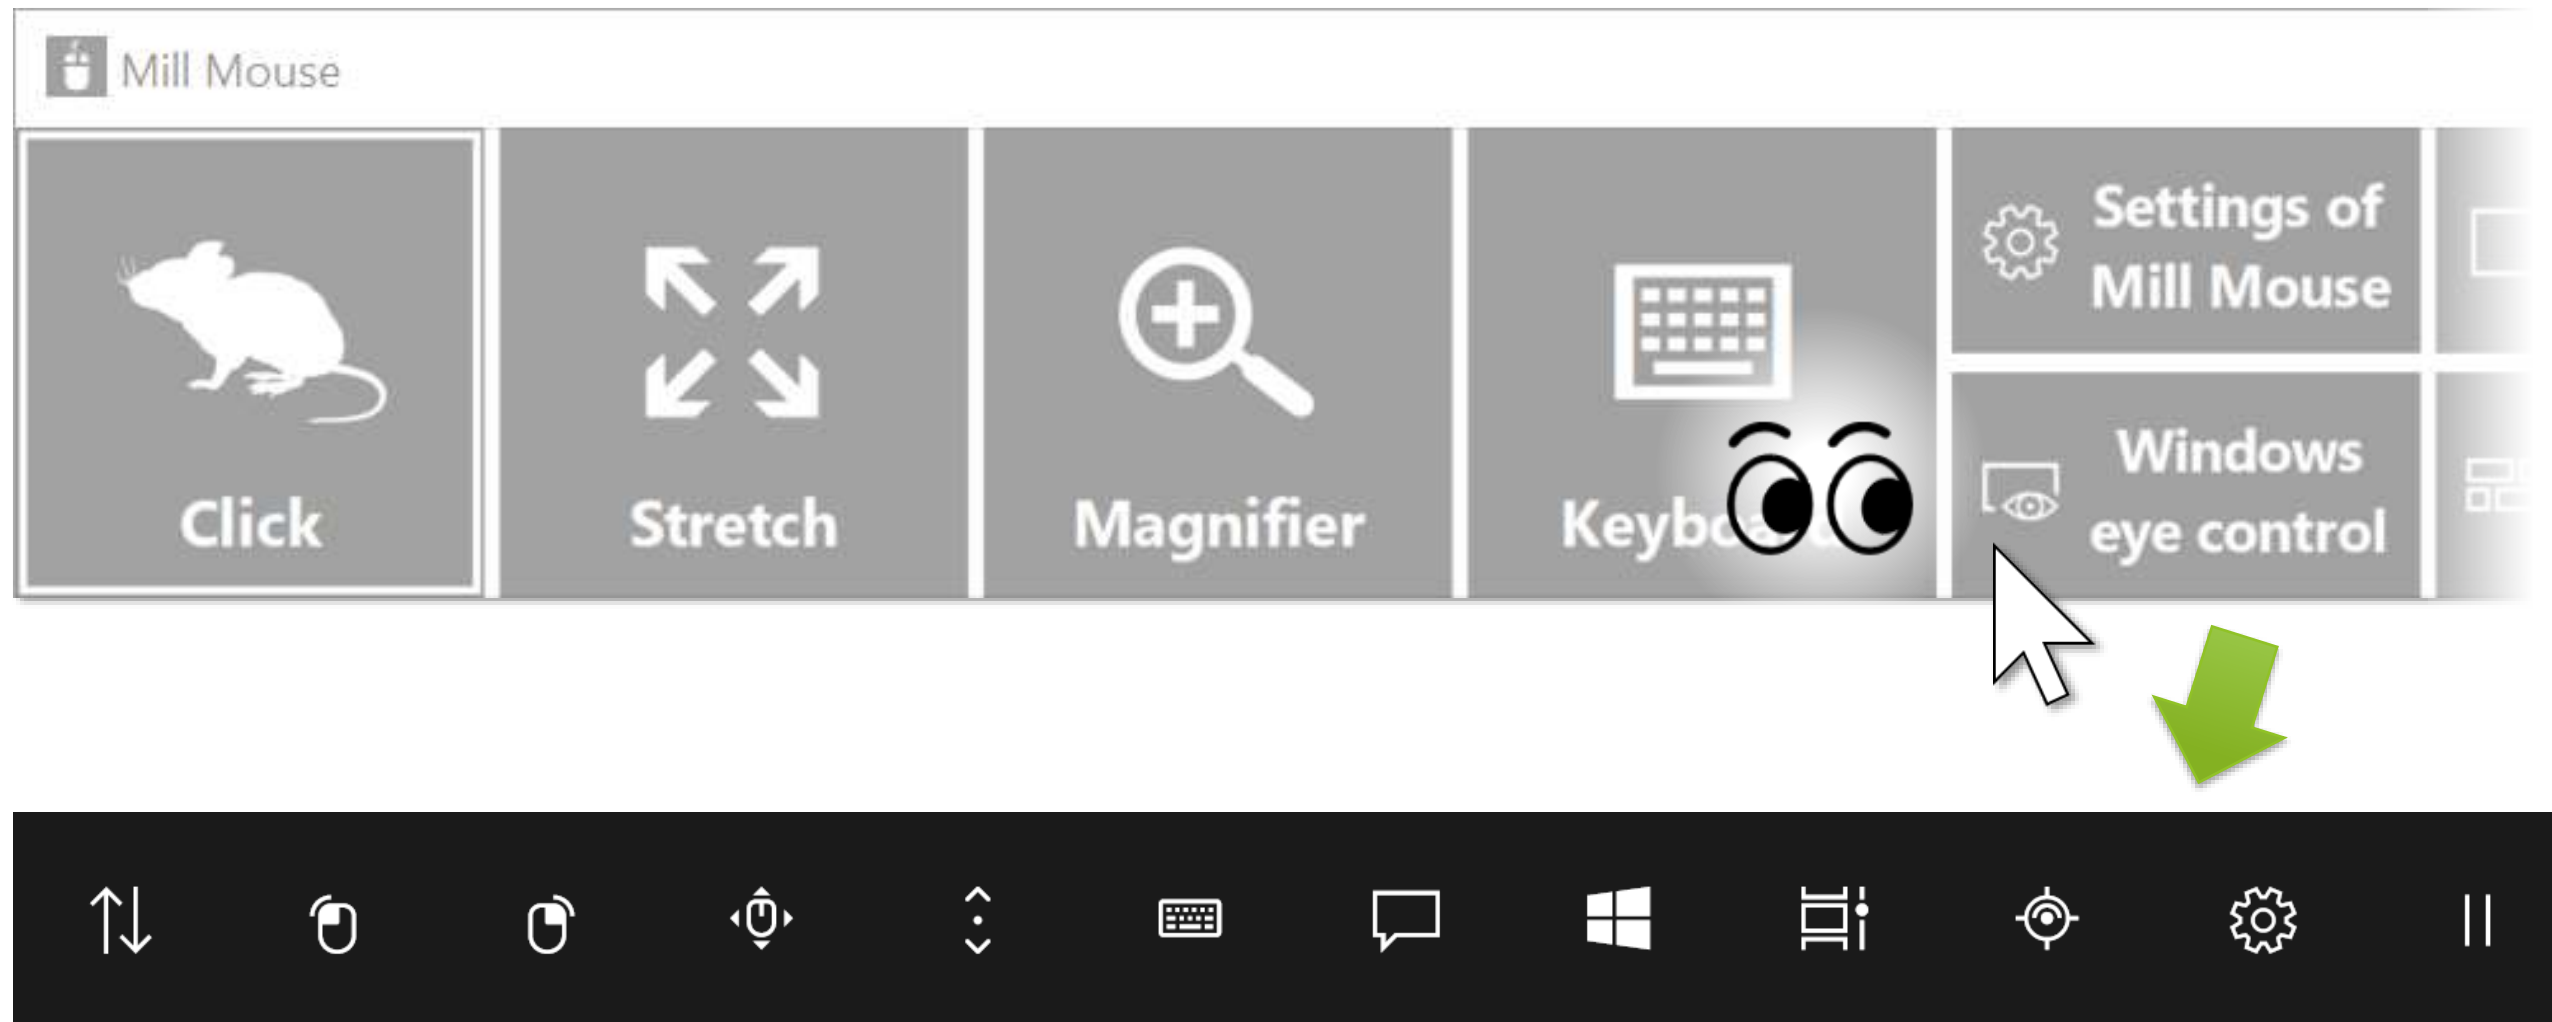 Mill Mouse
Click
Stretch
Magnifier
Settings of
Mill Mouse
Windows
eye control